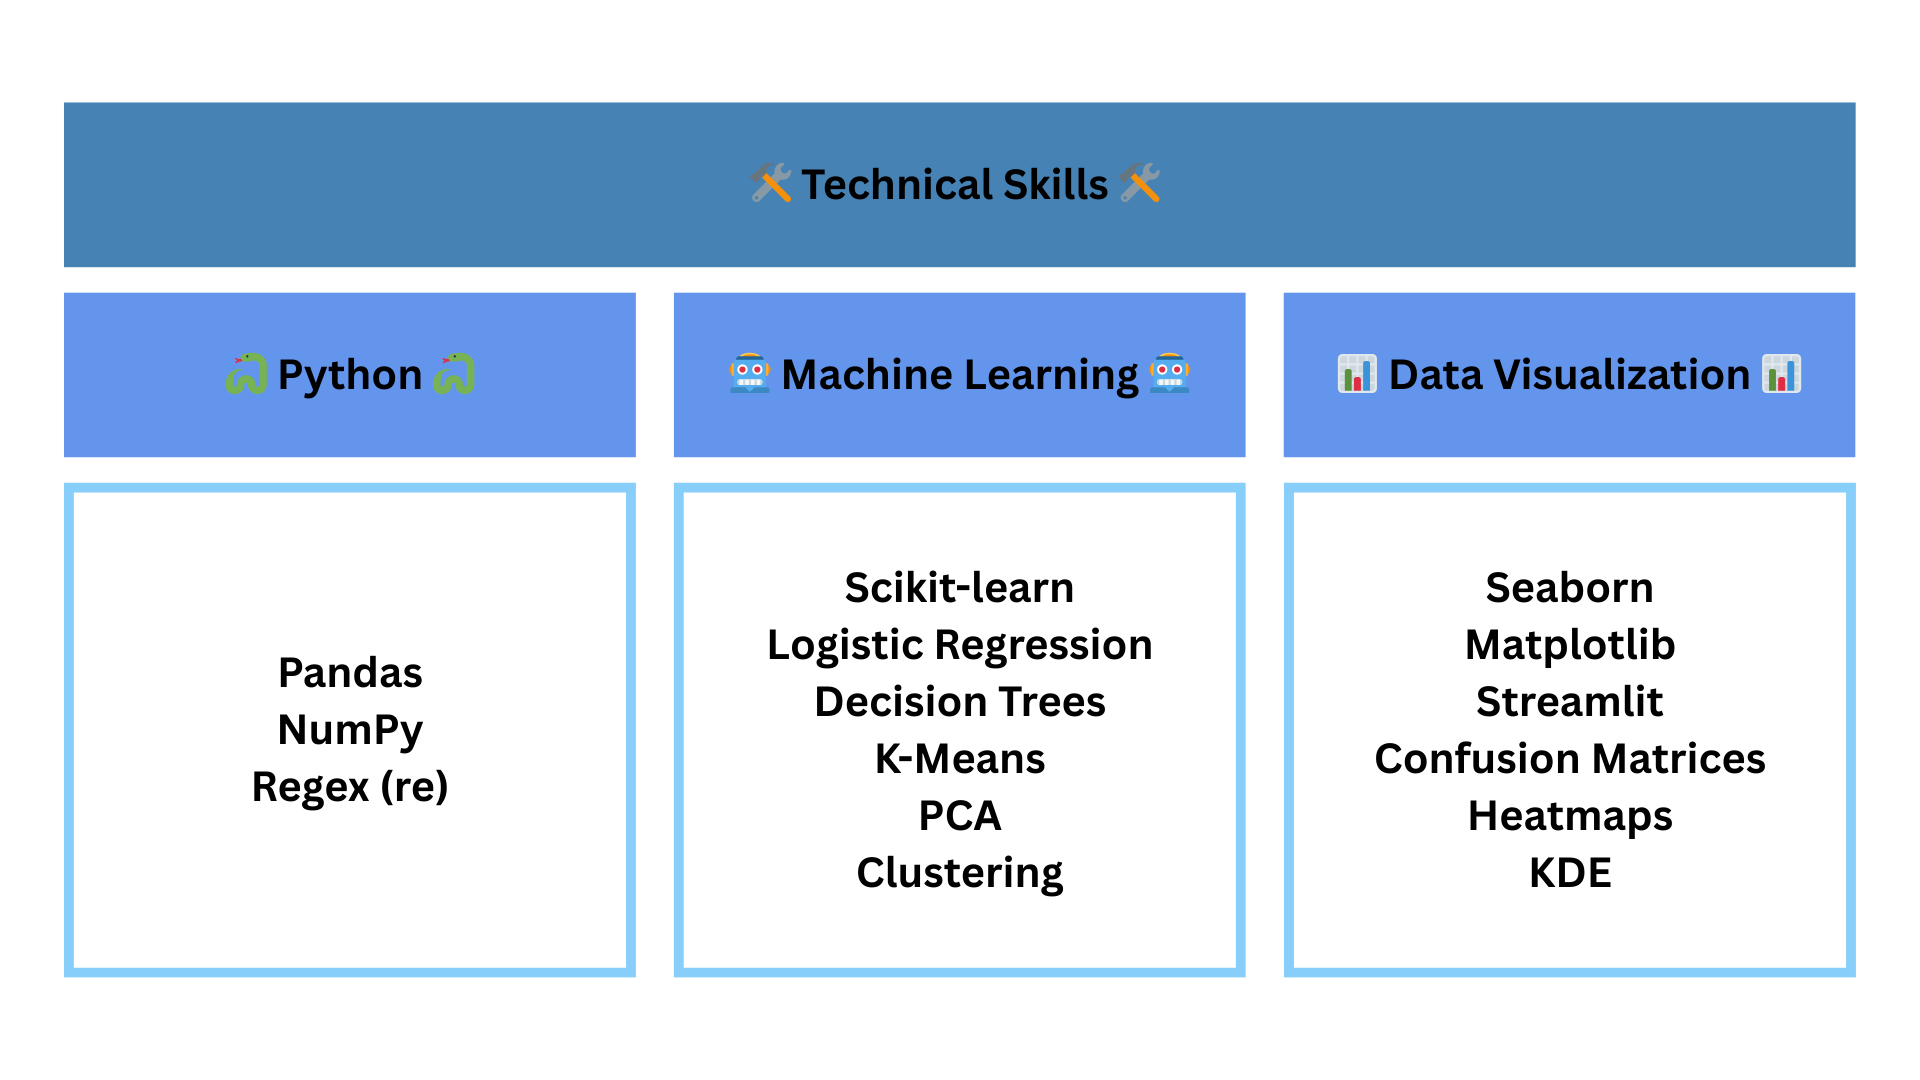 🛠 Technical Skills 🛠
🐍 Python 🐍
🤖 Machine Learning 🤖
📊 Data Visualization 📊
Pandas
NumPy
Regex (re)
Scikit-learn
Logistic Regression
Decision Trees
K-Means
PCA
Clustering
Seaborn
Matplotlib
Streamlit
Confusion Matrices
Heatmaps
KDE